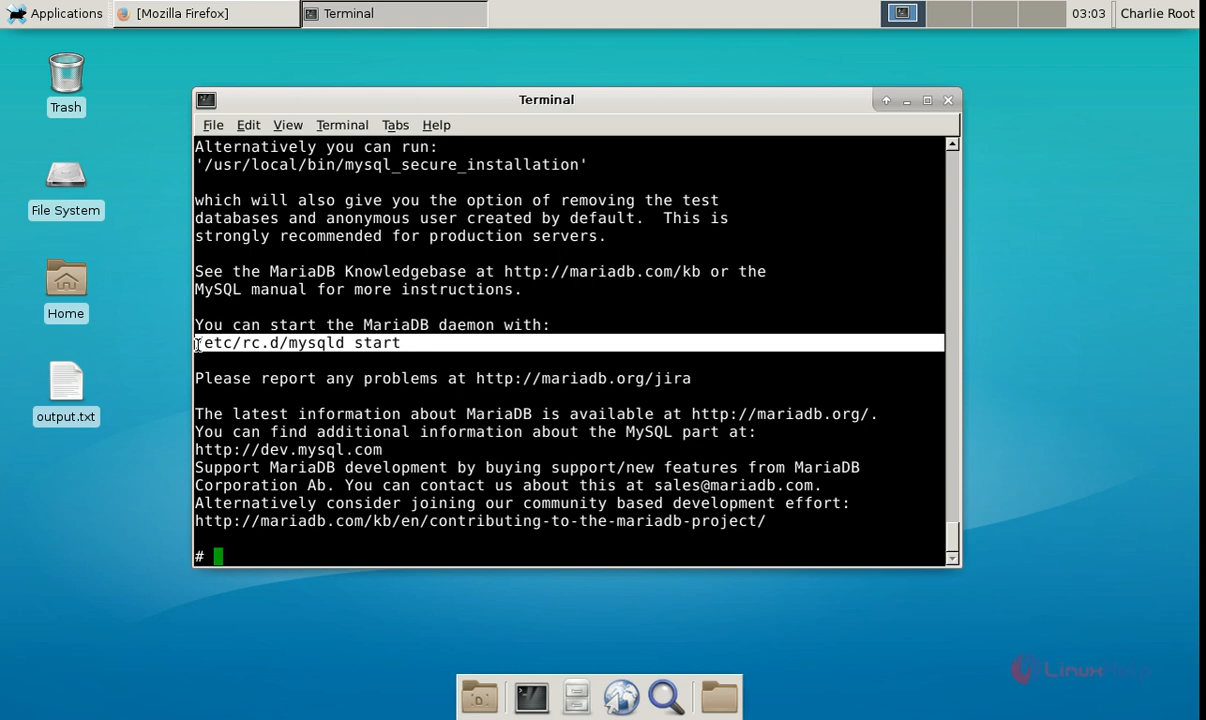 Applications
[Mozilla Firefox]
Terminal
03:03
Charlie Root
Trash
File System
Home
output.txt
Terminal
File Edit View Terminal Tabs Help
Alternatively you can run:
'/usr/local/bin/mysql_secure_installation'
which will also give you the option of removing the test
databases and anonymous user created by default.  This is
strongly recommended for production servers.
See the MariaDB Knowledgebase at http://mariadb.com/kb or the
MySQL manual for more instructions.
You can start the MariaDB daemon with:
/etc/rc.d/mysqld start
Please report any problems at http://mariadb.org/jira
The latest information about MariaDB is available at http://mariadb.org/.
You can find additional information about the MySQL part at:
http://dev.mysql.com
Support MariaDB development by buying support/new features from MariaDB
Corporation Ab. You can contact us about this at sales@mariadb.com.
Alternatively consider joining our community based development effort:
http://mariadb.com/kb/en/contributing-to-the-mariadb-project/
#